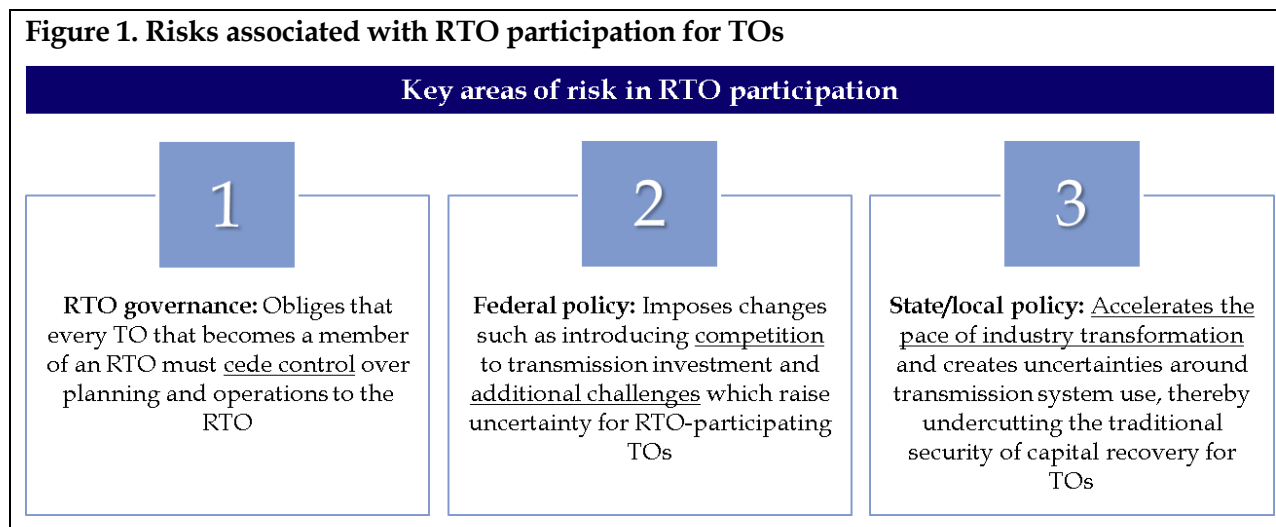 Figure 1. Risks associated with RTO participation for TOs
Key areas of risk in RTO participation
1
RTO governance: Obliges that
every TO that becomes a member
of an RTO must cede control over
planning and operations to the
RTO
2
Federal policy: Imposes changes
such as introducing competition
to transmission investment and
additional challenges which raise
uncertainty for RTO-participating
TOs
3
State/local policy: Accelerates the
pace of industry transformation
and creates uncertainties around
transmission system use, thereby
undercutting the traditional
security of capital recovery for
TOs